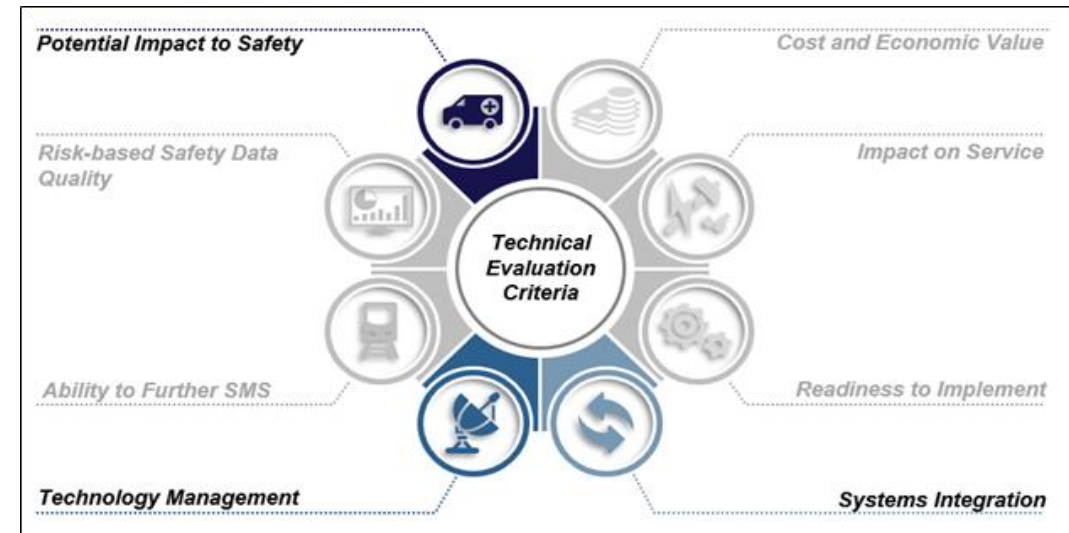 Potential Impact to Safety
Cost and Economic Value
Risk-based Safety Data
Quality
Impact on Service
Technical
Evaluation
Criteria
Ability to Further SMS
Readiness to Implement
Technology Management
Systems Integration